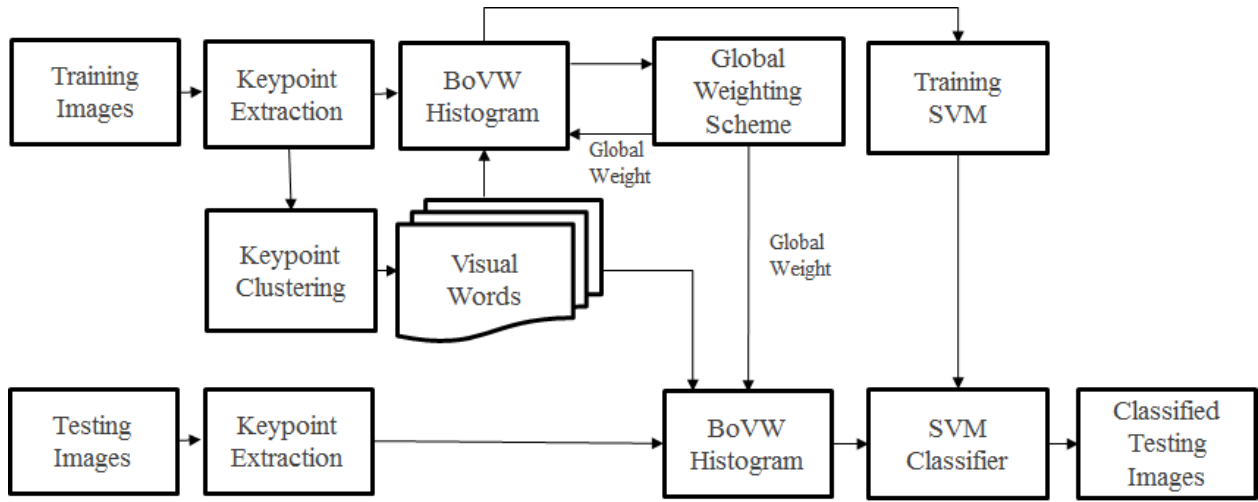 Training
Images
Keypoint
Extraction
BoVW
Histogram
Global
Weighting
Scheme
Training
SVM
Global
Weight
Keypoint
Clustering
Visual
Words
Global
Weight
Testing
Images
Keypoint
Extraction
BoVW
Histogram
SVM
Classifier
Classified
Testing
Images